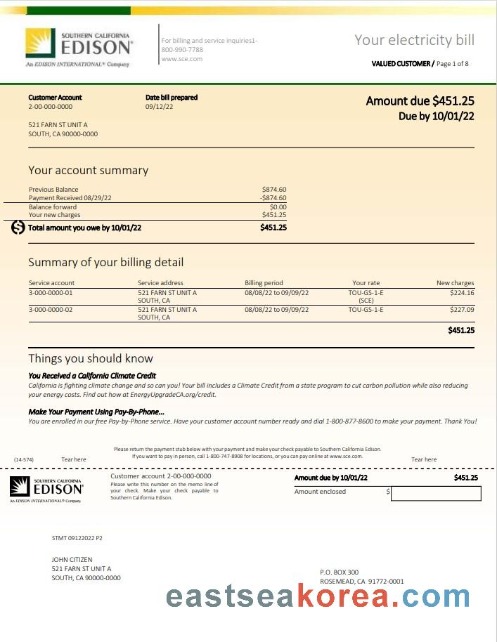 SOUTHERN CALIFORNIA
EDISON
An EDISON INTERNATIONAL® Company
For billing and service inquiries1-
800-990-7788
www.sce.com
Your electricity bill
VALUED CUSTOMER / Page 1 of 8
Customer Account
2-00-000-0000
Date bill prepared
09/12/22
Amount due $451.25
Due by 10/01/22
521 FARN ST UNIT A
SOUTH, CA 90000-0000
Your account summary
Previous Balance $874.60
Payment Received 08/29/22 -$874.60
Balance forward $0.00
Your new charges $451.25
Total amount you owe by 10/01/22 $451.25
Summary of your billing detail
Service account Service address Billing period Your rate New charges
3-000-0000-01 521 FARN ST UNIT A 08/08/22 to 09/09/22 TOU-GS-1-E $224.16
SOUTH, CA (SCE)
3-000-0000-02 521 FARN ST UNIT A 08/08/22 to 09/09/22 TOU-GS-1-E $227.09
SOUTH, CA
$451.25
Things you should know
You Received a California Climate Credit
California is fighting climate change and so can you! Your bill includes a Climate Credit from a state program to cut carbon pollution while also reducing
your energy costs. Find out how at EnergyUpgradeCA.org/credit.
Make Your Payment Using Pay-By-Phone...
You are enrolled in our free Pay-by-Phone service. Have your customer account number ready and dial 1-800-877-8600 to make your payment. Thank You!
Please return the payment stub below with your payment and make your check payable to Southern California Edison.
(14-574) Tear here If you want to pay in person, call 1-800-747-8908 for locations, or you can pay online at www.sce.com. Tear here
SOUTHERN CALIFORNIA
EDISON
An EDISON INTERNATIONAL® Company
Customer account 2-00-000-0000
Please write this number on the memo line of
your check. Make your check payable to
Southern California Edison.
Amount due by 10/01/22 $451.25
Amount enclosed $
STMT 09122022 P2
JOHN CITIZEN
521 FARN ST UNIT A
SOUTH, CA 90000-0000
P.O. BOX 300
ROSEMEAD, CA 91772-0001
eastseakorea.com